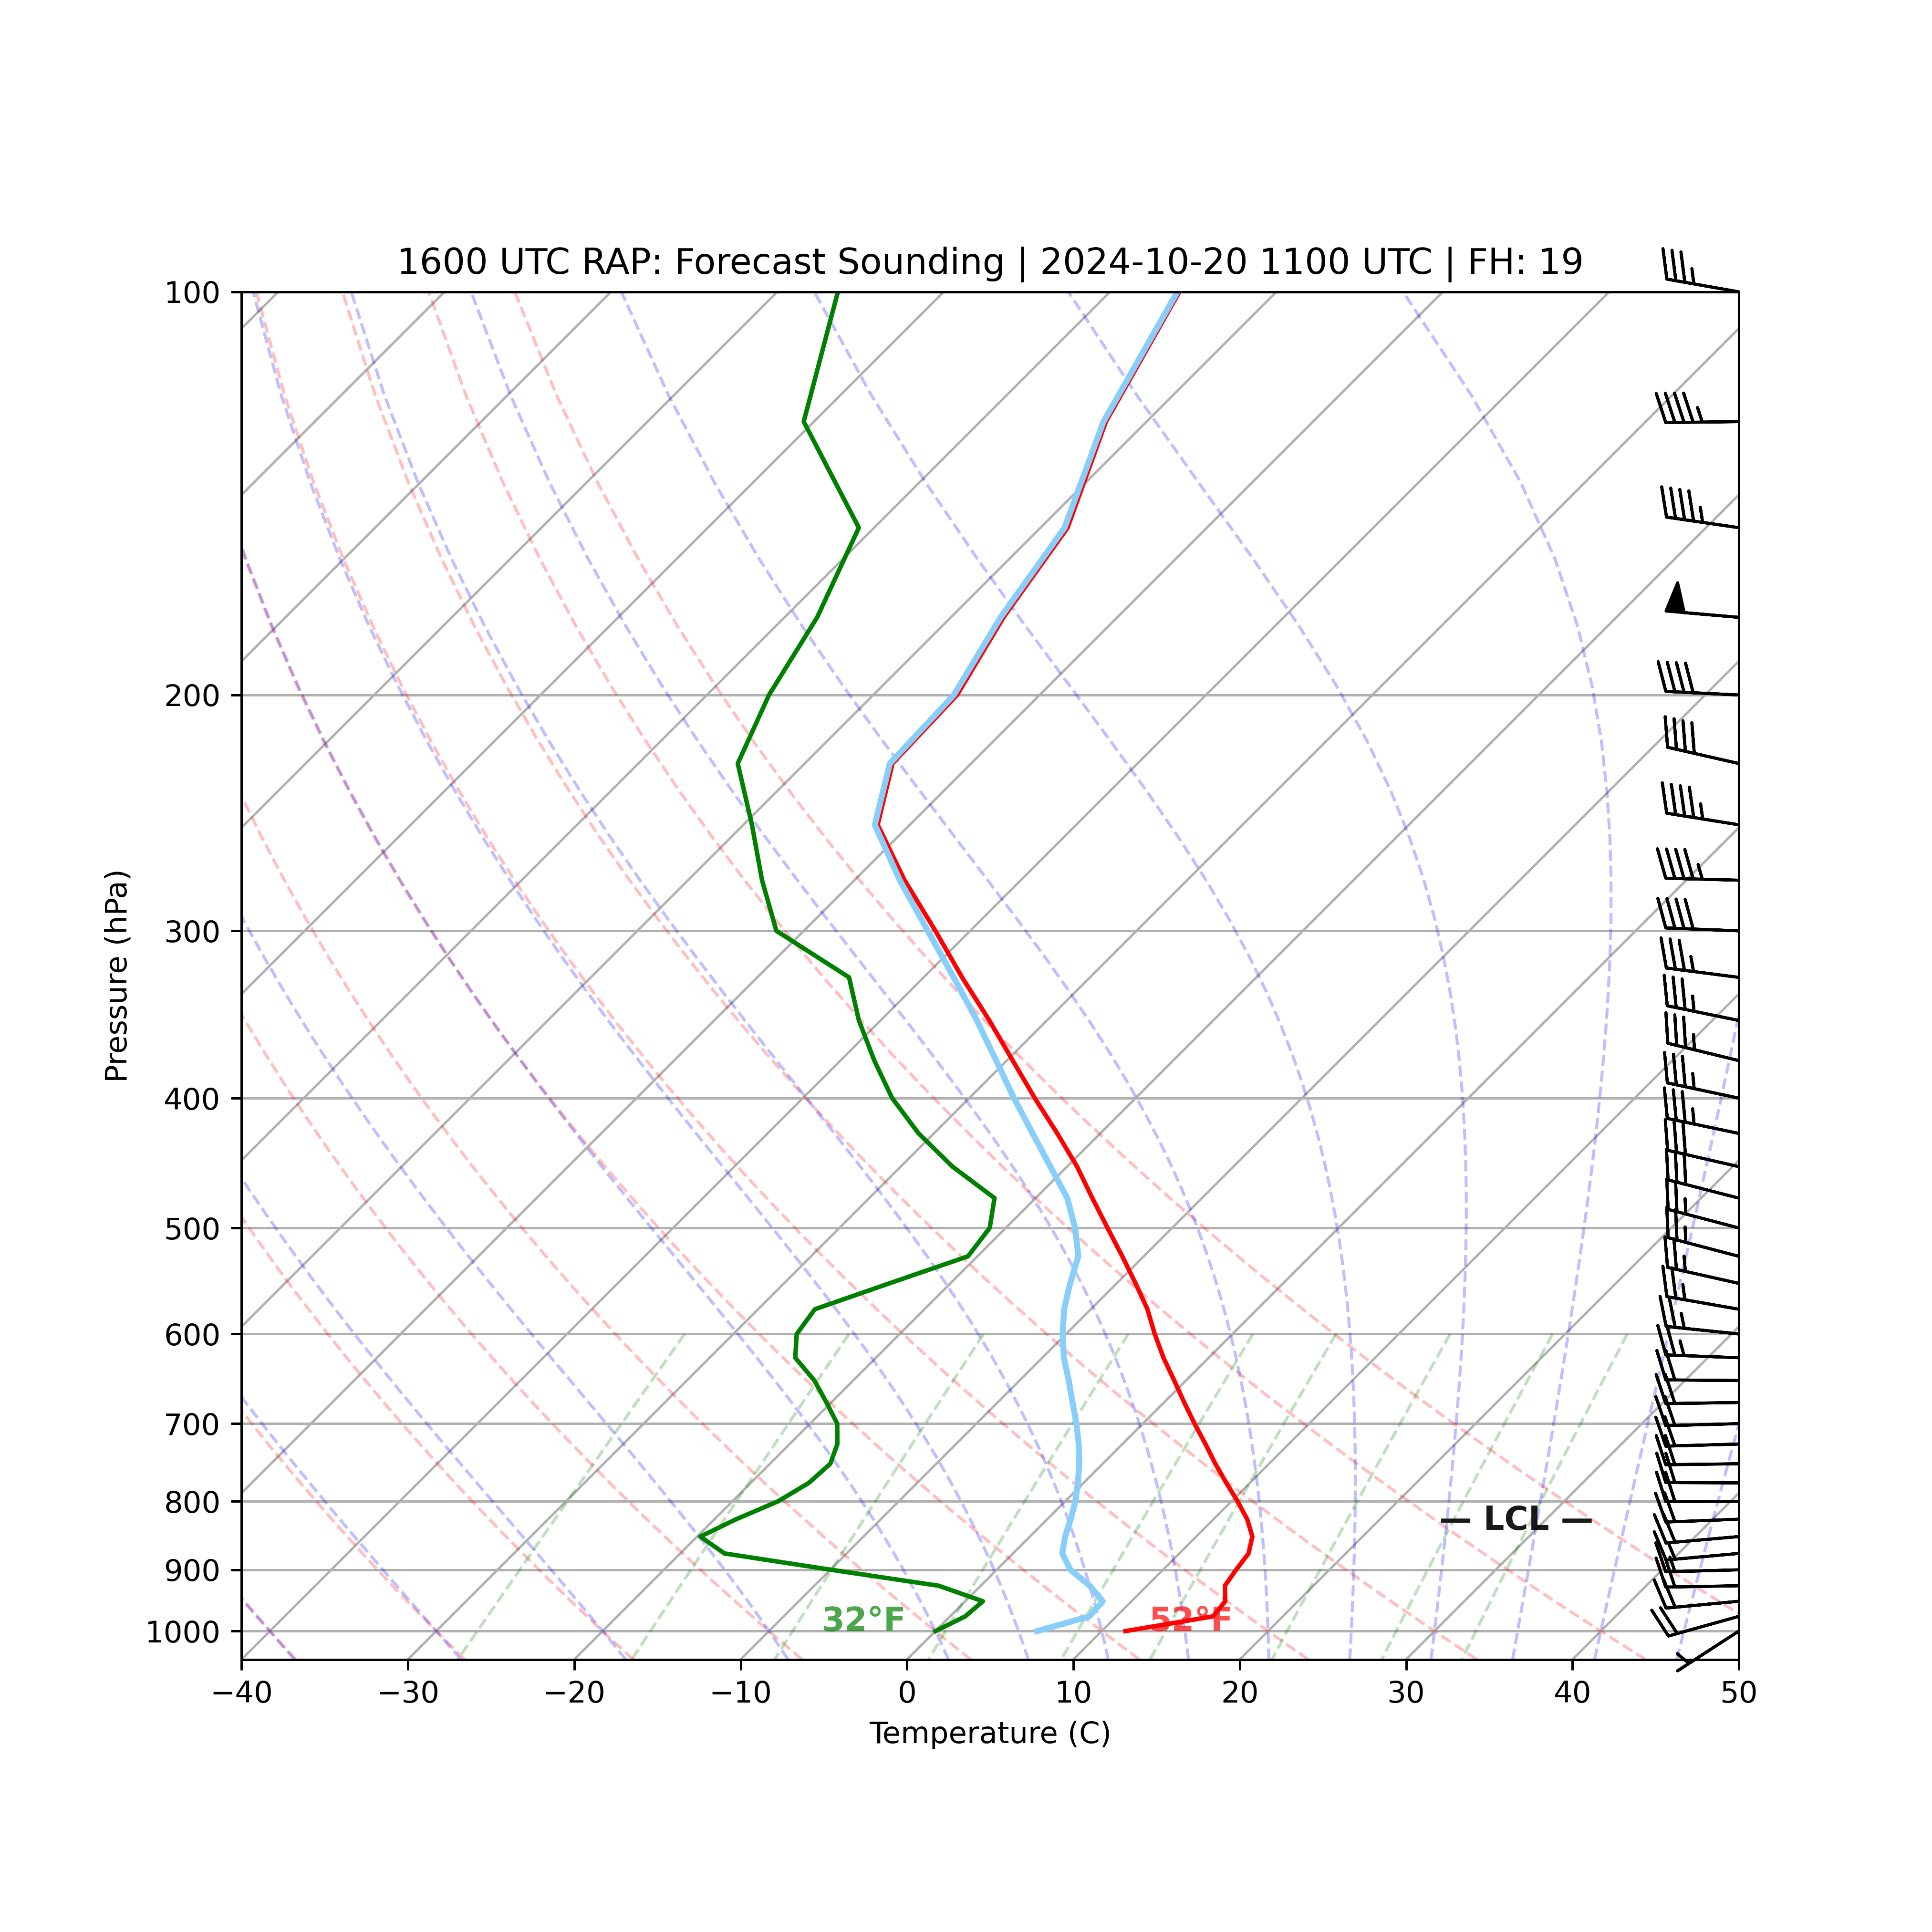 1600 UTC RAP: Forecast Sounding | 2024-10-20 1100 UTC | FH: 19
100
200
300
400
500
600
700
800
900
1000
Pressure (hPa)
— LCL —
32°F
52°F
−40 −30 −20 −10 0 10 20 30 40 50
Temperature (C)